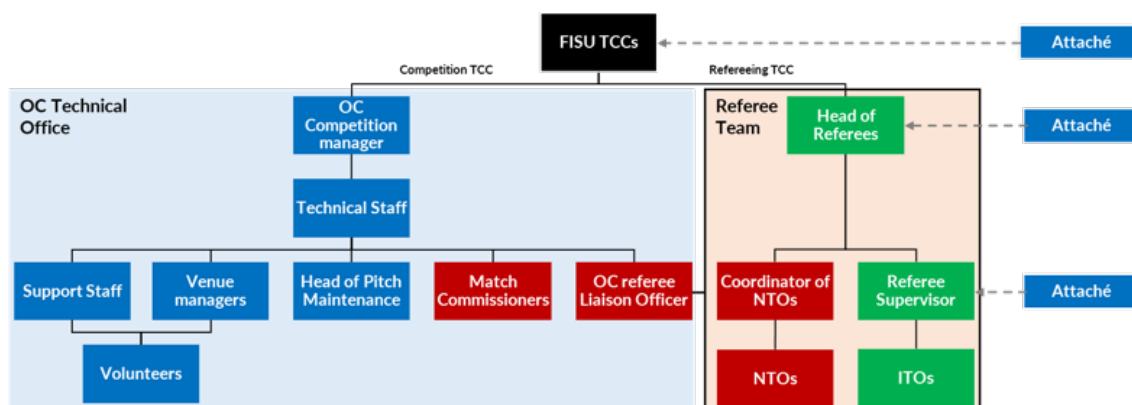 FISU TCCs
Attaché
Competition TCC
Refereeing TCC
OC Technical
Office
OC
Competition
manager
Referee
Team
Head of
Referees
Attaché
Technical Staff
Support Staff
Venue
managers
Head of Pitch
Maintenance
Match
Commissioners
OC referee
Liaison Officer
Coordinator of
NTOs
Referee
Supervisor
Attaché
Volunteers
NTOs
ITOs